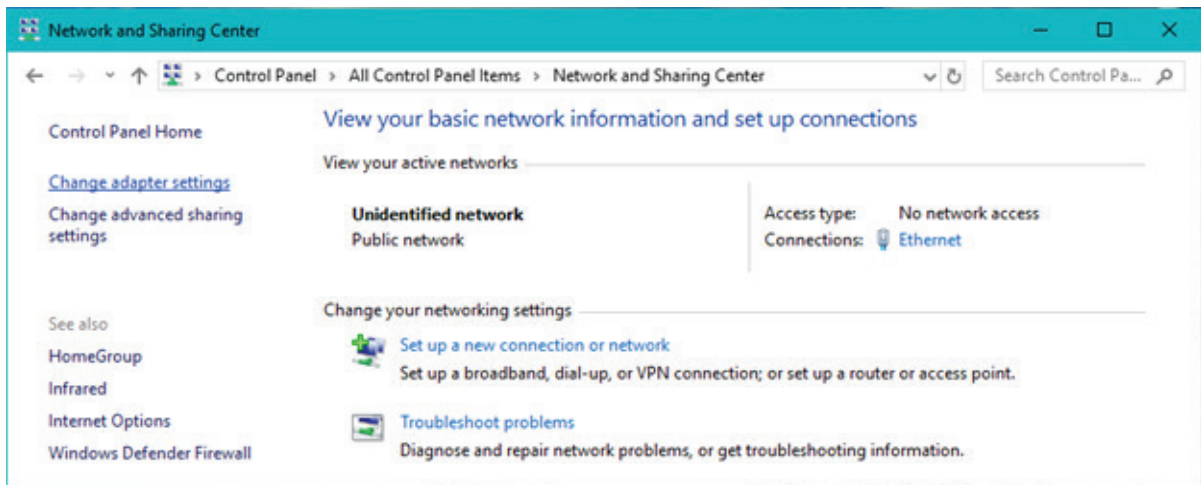 Network and Sharing Center
Control Panel > All Control Panel Items > Network and Sharing Center
Search Control Pa...
Control Panel Home
Change adapter settings
Change advanced sharing
settings
See also
HomeGroup
Infrared
Internet Options
Windows Defender Firewall
View your basic network information and set up connections
View your active networks
Unidentified network
Public network
Access type: No network access
Connections: Ethernet
Change your networking settings
Set up a new connection or network
Set up a broadband, dial-up, or VPN connection; or set up a router or access point.
Troubleshoot problems
Diagnose and repair network problems, or get troubleshooting information.